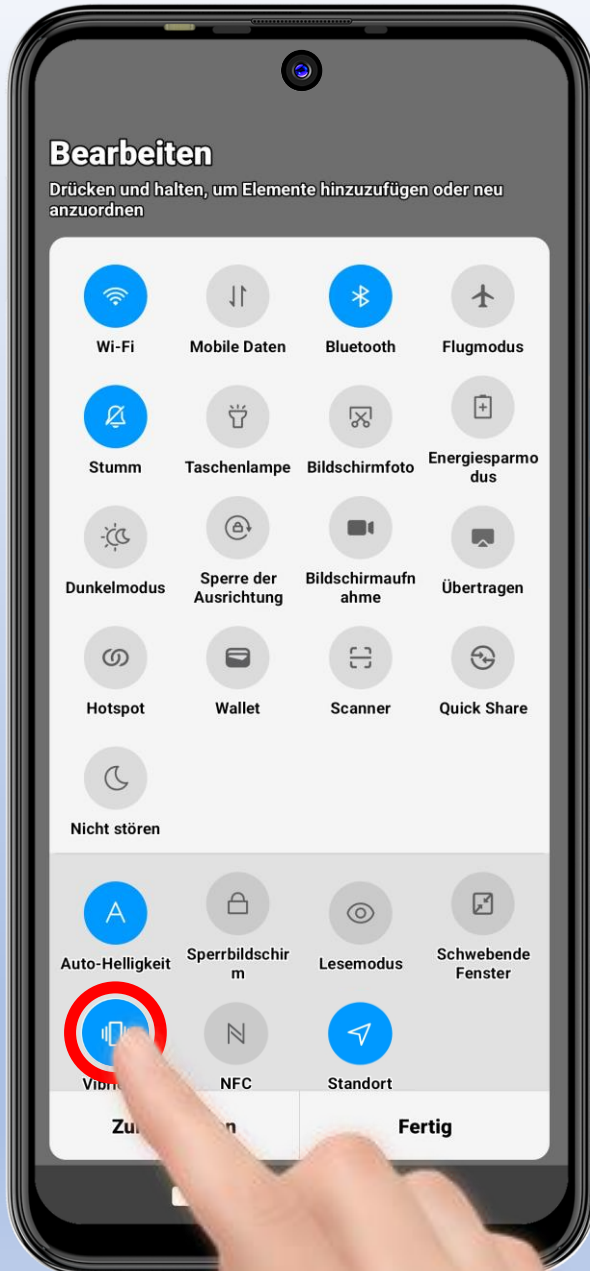 Bearbeiten
Drücken und halten, um Elemente hinzuzufügen oder neu
anzuordnen
Wi-Fi Mobile Daten Bluetooth Flugmodus
Stumm Taschenlampe Bildschirmfoto Energiesparmo
dus
Dunkelmodus Sperre der
Ausrichtung Bildschirmaufn
ahme Übertragen
Hotspot Wallet Scanner Quick Share
Nicht stören
Auto-Helligkeit Sperrbildschir
m Lesemodus Schwebende
Fenster
NFC Standort
Fertig